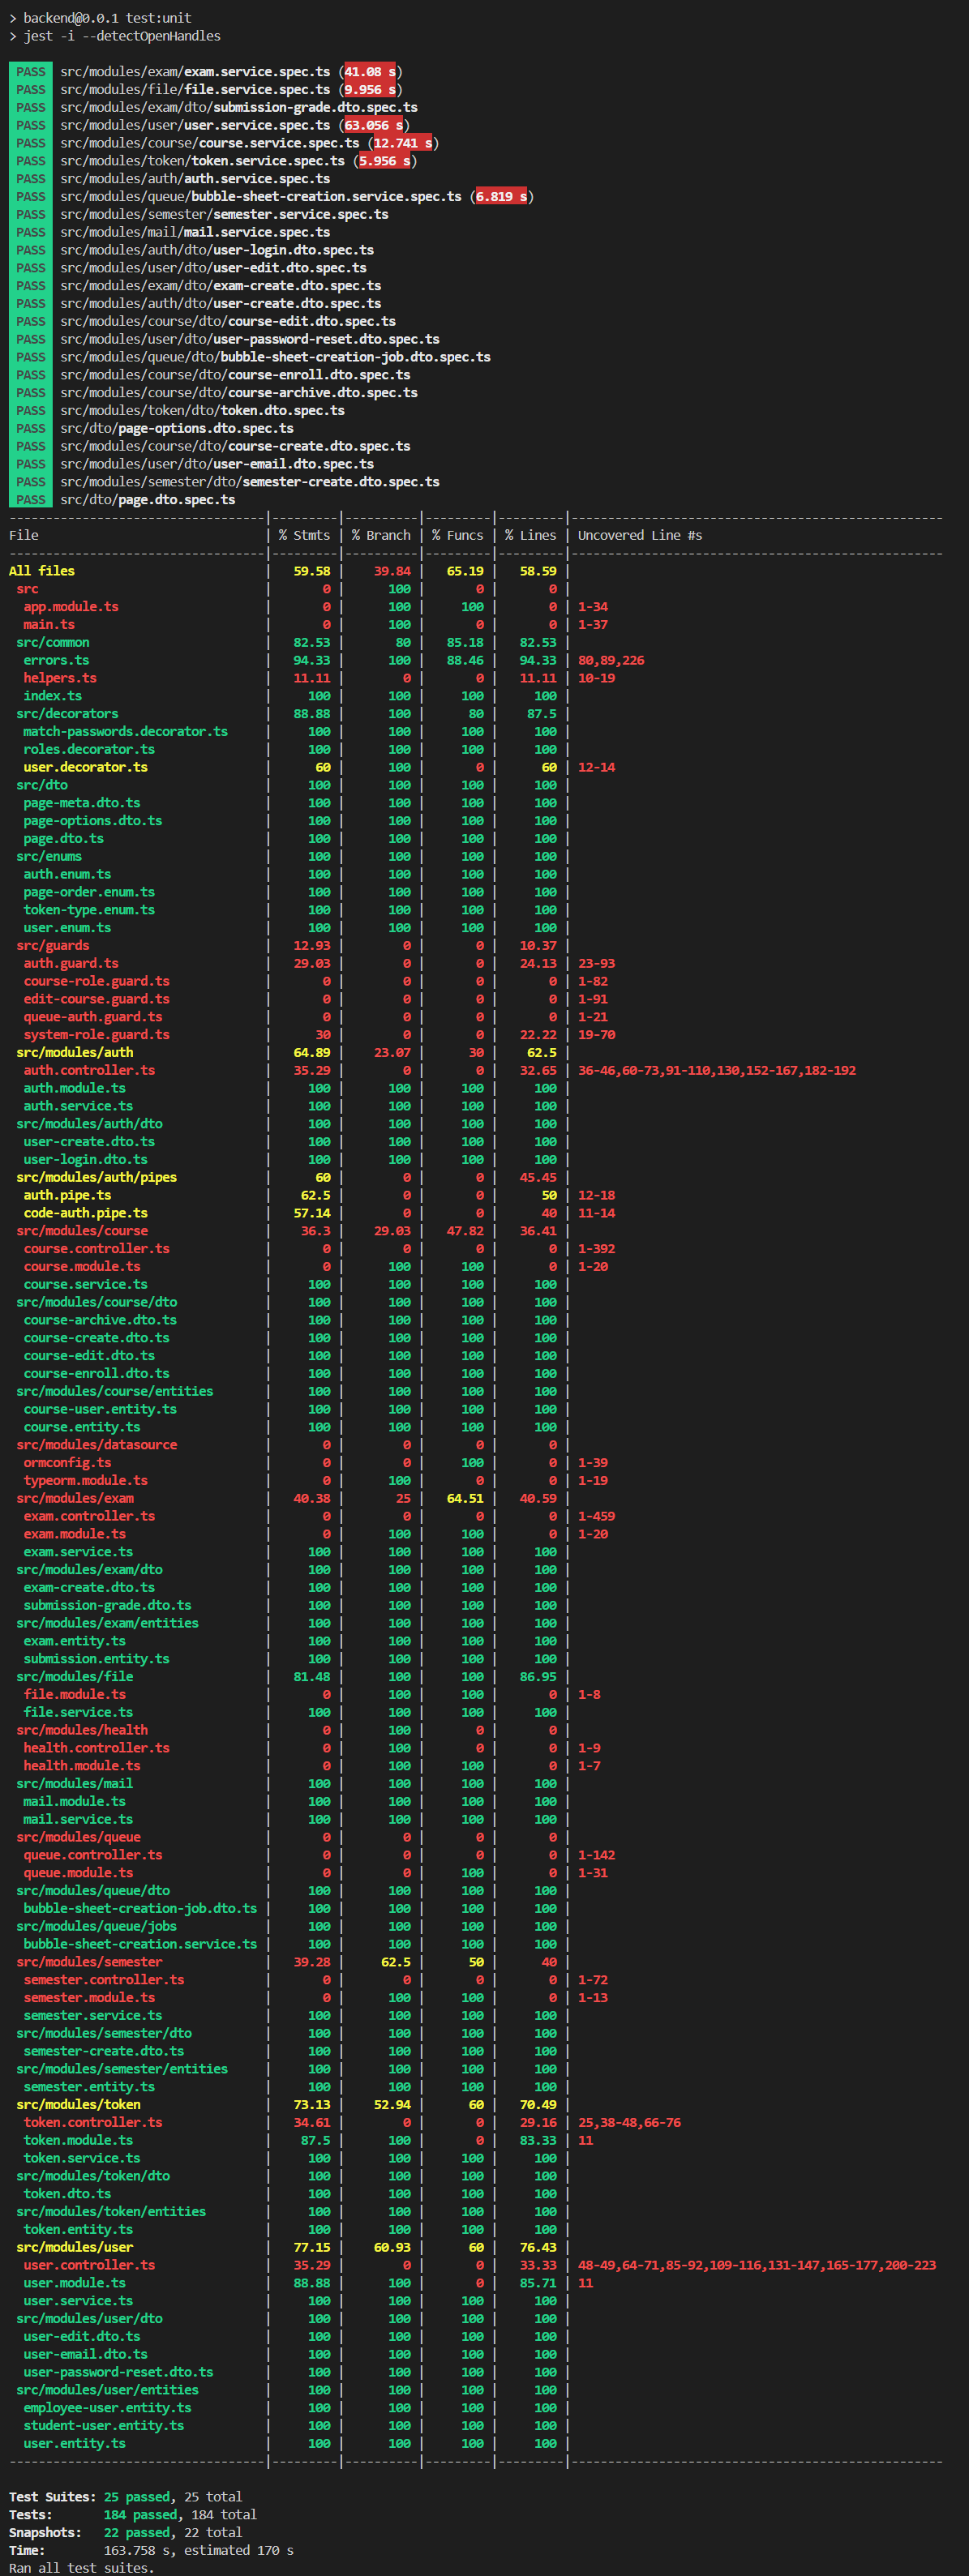 > backend@0.0.1 test:unit
> jest -i --detectOpenHandles
PASS src/modules/exam/exam.service.spec.ts (41.08 s)
PASS src/modules/file/file.service.spec.ts (9.956 s)
PASS src/modules/exam/dto/submission-grade.dto.spec.ts
PASS src/modules/user/user.service.spec.ts (63.056 s)
PASS src/modules/course/course.service.spec.ts (12.741 s)
PASS src/modules/token/token.service.spec.ts (5.956 s)
PASS src/modules/auth/auth.service.spec.ts
PASS src/modules/queue/bubble-sheet-creation.service.spec.ts (6.819 s)
PASS src/modules/semester/semester.service.spec.ts
PASS src/modules/mail/mail.service.spec.ts
PASS src/modules/auth/dto/user-login.dto.spec.ts
PASS src/modules/user/dto/user-edit.dto.spec.ts
PASS src/modules/exam/dto/exam-create.dto.spec.ts
PASS src/modules/auth/dto/user-create.dto.spec.ts
PASS src/modules/course/dto/course-edit.dto.spec.ts
PASS src/modules/user/dto/user-password-reset.dto.spec.ts
PASS src/modules/queue/dto/bubble-sheet-creation-job.dto.spec.ts
PASS src/modules/course/dto/course-enroll.dto.spec.ts
PASS src/modules/course/dto/course-archive.dto.spec.ts
PASS src/modules/token/dto/token.dto.spec.ts
PASS src/dto/page-options.dto.spec.ts
PASS src/modules/course/dto/course-create.dto.spec.ts
PASS src/modules/user/dto/user-email.dto.spec.ts
PASS src/modules/semester/dto/semester-create.dto.spec.ts
PASS src/dto/page.dto.spec.ts
-----------------------------------|---------|----------|---------|---------|---------------------------------------------------
File | % Stmts | % Branch | % Funcs | % Lines | Uncovered Line #s
-----------------------------------|---------|----------|---------|---------|---------------------------------------------------
All files | 59.58 | 39.84 | 65.19 | 58.59 |
src | 0 | 100 | 0 | 0 |
app.module.ts | 0 | 100 | 100 | 0 | 1-34
main.ts | 0 | 100 | 0 | 0 | 1-37
src/common | 82.53 | 80 | 85.18 | 82.53 |
errors.ts | 94.33 | 100 | 88.46 | 94.33 | 80,89,226
helpers.ts | 11.11 | 0 | 0 | 11.11 | 10-19
index.ts | 100 | 100 | 100 | 100 |
src/decorators | 88.88 | 100 | 80 | 87.5 |
match-passwords.decorator.ts | 100 | 100 | 100 | 100 |
roles.decorator.ts | 100 | 100 | 100 | 100 |
user.decorator.ts | 60 | 100 | 0 | 60 | 12-14
src/dto | 100 | 100 | 100 | 100 |
page-meta.dto.ts | 100 | 100 | 100 | 100 |
page-options.dto.ts | 100 | 100 | 100 | 100 |
page.dto.ts | 100 | 100 | 100 | 100 |
src/enums | 100 | 100 | 100 | 100 |
auth.enum.ts | 100 | 100 | 100 | 100 |
page-order.enum.ts | 100 | 100 | 100 | 100 |
token-type.enum.ts | 100 | 100 | 100 | 100 |
user.enum.ts | 100 | 100 | 100 | 100 |
src/guards | 12.93 | 0 | 0 | 10.37 |
auth.guard.ts | 29.03 | 0 | 0 | 24.13 | 23-93
course-role.guard.ts | 0 | 0 | 0 | 0 | 1-82
edit-course.guard.ts | 0 | 0 | 0 | 0 | 1-91
queue-auth.guard.ts | 0 | 0 | 0 | 0 | 1-21
system-role.guard.ts | 30 | 0 | 0 | 22.22 | 19-70
src/modules/auth | 64.89 | 23.07 | 30 | 62.5 |
auth.controller.ts | 35.29 | 0 | 0 | 32.65 | 36-46,60-73,91-110,130,152-167,182-192
auth.module.ts | 100 | 100 | 100 | 100 |
auth.service.ts | 100 | 100 | 100 | 100 |
src/modules/auth/dto | 100 | 100 | 100 | 100 |
user-create.dto.ts | 100 | 100 | 100 | 100 |
user-login.dto.ts | 100 | 100 | 100 | 100 |
src/modules/auth/pipes | 60 | 0 | 0 | 45.45 |
auth.pipe.ts | 62.5 | 0 | 0 | 50 | 12-18
code-auth.pipe.ts | 57.14 | 0 | 0 | 40 | 11-14
src/modules/course | 36.3 | 29.03 | 47.82 | 36.41 |
course.controller.ts | 0 | 0 | 0 | 0 | 1-392
course.module.ts | 0 | 100 | 100 | 0 | 1-20
course.service.ts | 100 | 100 | 100 | 100 |
src/modules/course/dto | 100 | 100 | 100 | 100 |
course-archive.dto.ts | 100 | 100 | 100 | 100 |
course-create.dto.ts | 100 | 100 | 100 | 100 |
course-edit.dto.ts | 100 | 100 | 100 | 100 |
course-enroll.dto.ts | 100 | 100 | 100 | 100 |
src/modules/course/entities | 100 | 100 | 100 | 100 |
course-user.entity.ts | 100 | 100 | 100 | 100 |
course.entity.ts | 100 | 100 | 100 | 100 |
src/modules/datasource | 0 | 0 | 0 | 0 |
ormconfig.ts | 0 | 0 | 100 | 0 | 1-39
typeorm.module.ts | 0 | 100 | 0 | 0 | 1-19
src/modules/exam | 40.38 | 25 | 64.51 | 40.59 |
exam.controller.ts | 0 | 0 | 0 | 0 | 1-459
exam.module.ts | 0 | 100 | 100 | 0 | 1-20
exam.service.ts | 100 | 100 | 100 | 100 |
src/modules/exam/dto | 100 | 100 | 100 | 100 |
exam-create.dto.ts | 100 | 100 | 100 | 100 |
submission-grade.dto.ts | 100 | 100 | 100 | 100 |
src/modules/exam/entities | 100 | 100 | 100 | 100 |
exam.entity.ts | 100 | 100 | 100 | 100 |
submission.entity.ts | 100 | 100 | 100 | 100 |
src/modules/file | 81.48 | 100 | 100 | 86.95 |
file.module.ts | 0 | 100 | 100 | 0 | 1-8
file.service.ts | 100 | 100 | 100 | 100 |
src/modules/health | 0 | 100 | 0 | 0 |
health.controller.ts | 0 | 100 | 0 | 0 | 1-9
health.module.ts | 0 | 100 | 100 | 0 | 1-7
src/modules/mail | 100 | 100 | 100 | 100 |
mail.module.ts | 100 | 100 | 100 | 100 |
mail.service.ts | 100 | 100 | 100 | 100 |
src/modules/queue | 0 | 0 | 0 | 0 |
queue.controller.ts | 0 | 0 | 0 | 0 | 1-142
queue.module.ts | 0 | 0 | 100 | 0 | 1-31
src/modules/queue/dto | 100 | 100 | 100 | 100 |
bubble-sheet-creation-job.dto.ts | 100 | 100 | 100 | 100 |
src/modules/queue/jobs | 100 | 100 | 100 | 100 |
bubble-sheet-creation.service.ts | 100 | 100 | 100 | 100 |
src/modules/semester | 39.28 | 62.5 | 50 | 40 |
semester.controller.ts | 0 | 0 | 0 | 0 | 1-72
semester.module.ts | 0 | 100 | 100 | 0 | 1-13
semester.service.ts | 100 | 100 | 100 | 100 |
src/modules/semester/dto | 100 | 100 | 100 | 100 |
semester-create.dto.ts | 100 | 100 | 100 | 100 |
src/modules/semester/entities | 100 | 100 | 100 | 100 |
semester.entity.ts | 100 | 100 | 100 | 100 |
src/modules/token | 73.13 | 52.94 | 60 | 70.49 |
token.controller.ts | 34.61 | 0 | 0 | 29.16 | 25,38-48,66-76
token.module.ts | 87.5 | 100 | 0 | 83.33 | 11
token.service.ts | 100 | 100 | 100 | 100 |
src/modules/token/dto | 100 | 100 | 100 | 100 |
token.dto.ts | 100 | 100 | 100 | 100 |
src/modules/token/entities | 100 | 100 | 100 | 100 |
token.entity.ts | 100 | 100 | 100 | 100 |
src/modules/user | 77.15 | 60.93 | 60 | 76.43 |
user.controller.ts | 35.29 | 0 | 0 | 33.33 | 48-49,64-71,85-92,109-116,131-147,165-177,200-223
user.module.ts | 88.88 | 100 | 0 | 85.71 | 11
user.service.ts | 100 | 100 | 100 | 100 |
src/modules/user/dto | 100 | 100 | 100 | 100 |
user-edit.dto.ts | 100 | 100 | 100 | 100 |
user-email.dto.ts | 100 | 100 | 100 | 100 |
user-password-reset.dto.ts | 100 | 100 | 100 | 100 |
src/modules/user/entities | 100 | 100 | 100 | 100 |
employee-user.entity.ts | 100 | 100 | 100 | 100 |
student-user.entity.ts | 100 | 100 | 100 | 100 |
user.entity.ts | 100 | 100 | 100 | 100 |
-----------------------------------|---------|----------|---------|---------|---------------------------------------------------
Test Suites: 25 passed, 25 total
Tests: 184 passed, 184 total
Snapshots: 22 passed, 22 total
Time: 163.758 s, estimated 170 s
Ran all test suites.